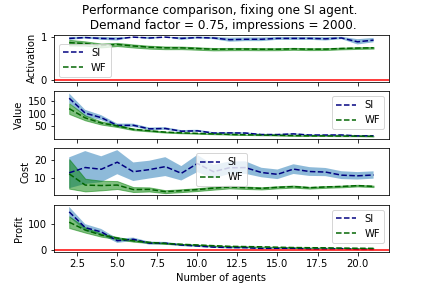 Performance comparison, fixing one SI agent.
Demand factor = 0.75, impressions = 2000.
Activation
1
0
SI
WF
Value
150
100
50
SI
WF
Cost
20
10
SI
WF
Profit
100
0
SI
WF
2.5 5.0 7.5 10.0 12.5 15.0 17.5 20.0
Number of agents